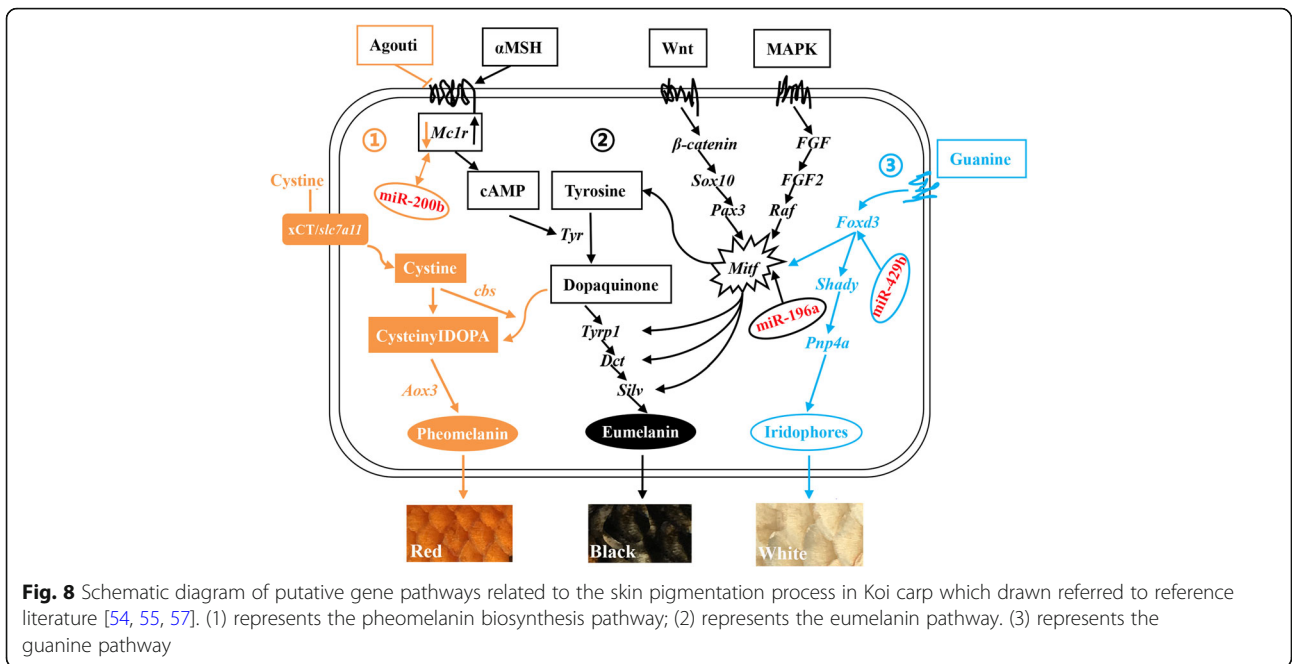 Agouti
αMSH
Wnt
MAPK
① Mc1r
②
③
Guanine
β-catenin
FGF
Cystine
miR-200b
cAMP
Tyrosine
Sox10
FGF2
Foxd3
Pax3
Raf
Tyr
xCT/slc7a11
Cystine
cbs
Dopaquinone
Mitf
Shady
miR-429b
miR-196a
CysteinyIDOPA
Tyrp1
Pnp4a
Dct
Aox3
Silv
Pheomelanin
Eumelanin
Iridophores
Red
Black
White
Fig. 8 Schematic diagram of putative gene pathways related to the skin pigmentation process in Koi carp which drawn referred to reference
literature [54, 55, 57]. (1) represents the pheomelanin biosynthesis pathway; (2) represents the eumelanin pathway. (3) represents the
guanine pathway